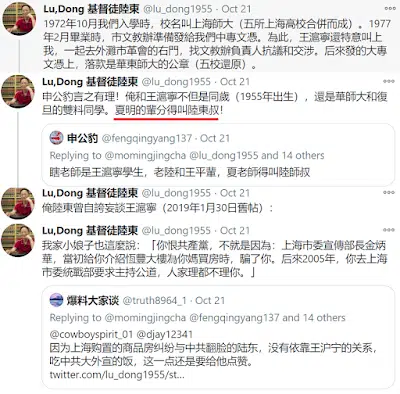 Lu,Dong 基督徒陸東 @lu_dong1955 · Oct 21
1972年10月我們入學時，校名叫上海師大（五所上海高校合併而成）。1977
年2月畢業時，市文教辦準備發給我們中專文憑。為此，王滬寧還特意叫上
我，一起去外灘市革會的右門，找文教辦負責人抗議和交涉。后來發的大專
文憑上，落款是華東師大的公章（五校還原）。
Lu,Dong 基督徒陸東 @lu_dong1955 · Oct 21
申公豹言之有理！俺和王滬寧不但是同歲（1955年出生），還是華師大和復
旦的雙料同學。夏明的輩分得叫陸東叔！
申公豹 @fengqingyang137 · Oct 21
Replying to @momingjingcha @lu_dong1955 and 14 others
瞎老師是王滬寧學生，老陸和王平輩，夏老師得叫陸師叔
Lu,Dong 基督徒陸東 @lu_dong1955 · Oct 21
俺陸東曾自誇妄談王滬寧（2019年1月30日舊帖）：
Lu,Dong 基督徒陸東 @lu_dong1955 · Oct 21
我家小娘子也這麼說：「你恨共產黨，不就是因為：上海市委宣傳部長金炳
華，當初給你介紹恆豐大樓為你媽買房時，騙了你。后來2005年，你去上海
市委統戰部要求主持公道，人家理都不理你。」
爆料大家谈 @truth8964_1 · Oct 21
Replying to @momingjingcha @fengqingyang137 and 14 others
@cowboyspirit_01 @djay12341
因为上海购置的商品房纠纷与中共翻脸的陆东，没有依靠王沪宁的关系，
吃中共大外宣的饭，这一点还是要给他点赞。
twitter.com/lu_dong1955/st...